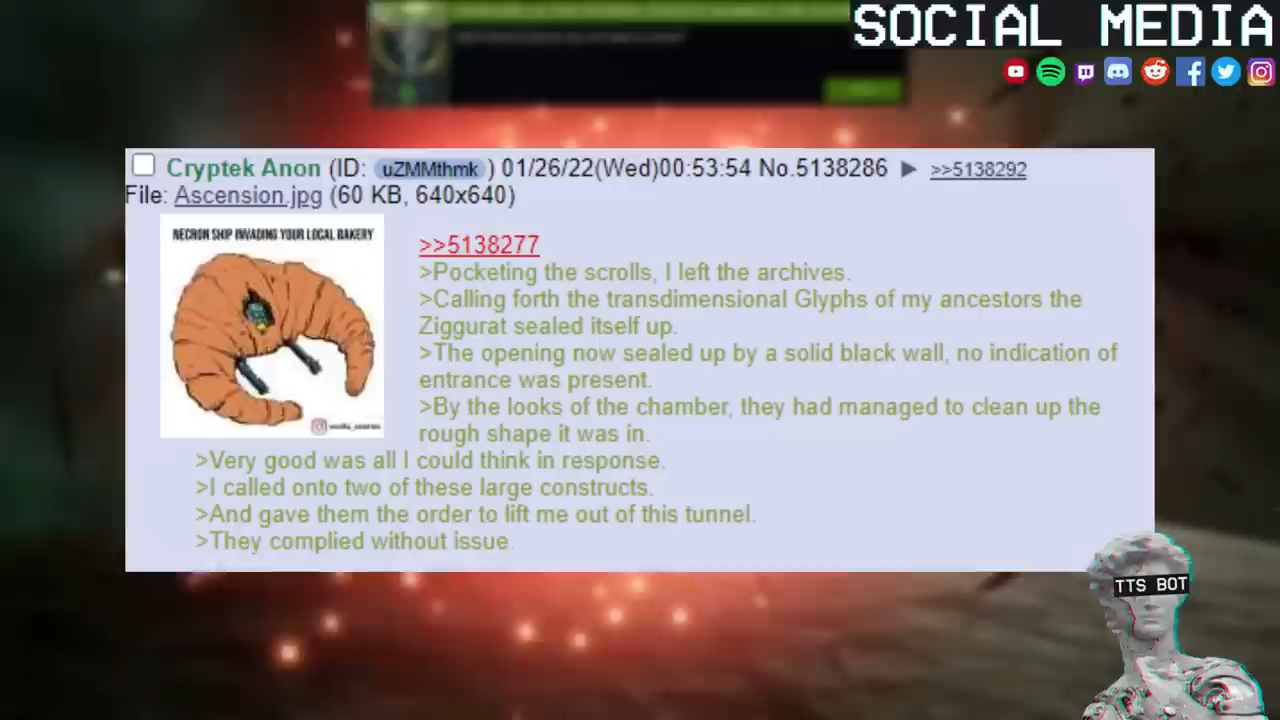 SOCIAL MEDIA
Cryptek Anon (ID: uZMMthmk) 01/26/22(Wed)00:53:54 No.5138286 ▶ >>5138292
File: Ascension.jpg (60 KB, 640x640)
NECRON SHIP INVADING YOUR LOCAL BAKERY
>>5138277
>Pocketing the scrolls, I left the archives.
>Calling forth the transdimensional Glyphs of my ancestors the
Ziggurat sealed itself up.
>The opening now sealed up by a solid black wall, no indication of
entrance was present.
>By the looks of the chamber, they had managed to clean up the
rough shape it was in.
>Very good was all I could think in response.
>I called onto two of these large constructs.
>And gave them the order to lift me out of this tunnel.
>They complied without issue.
TTS BOT